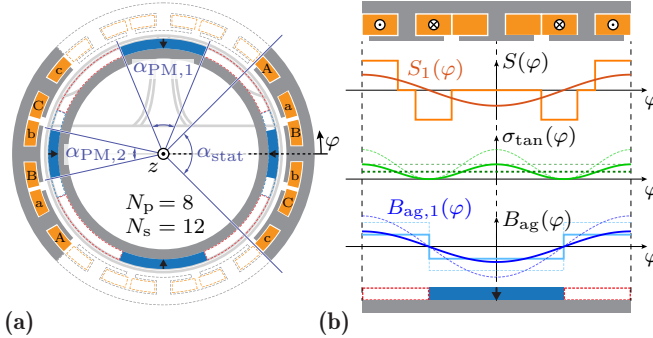 c
A
C
a
b
B
B
b
a
C
A
c
α_PM,1
α_PM,2
α_stat
φ
z
N_p = 8
N_s = 12
(a)
S_1(φ)
S(φ)
φ
σ_tan(φ)
φ
B_ag,1(φ)
B_ag(φ)
φ
(b)